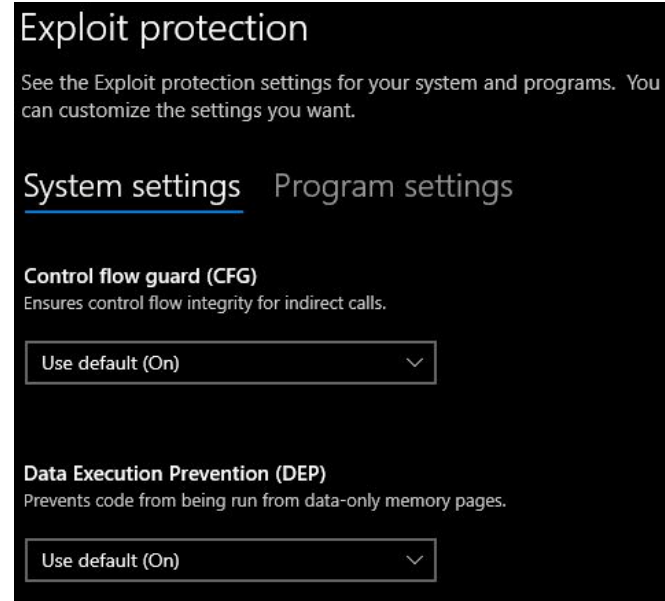 Exploit protection
See the Exploit protection settings for your system and programs. You
can customize the settings you want.
System settings Program settings
Control flow guard (CFG)
Ensures control flow integrity for indirect calls.
Use default (On)
Data Execution Prevention (DEP)
Prevents code from being run from data-only memory pages.
Use default (On)